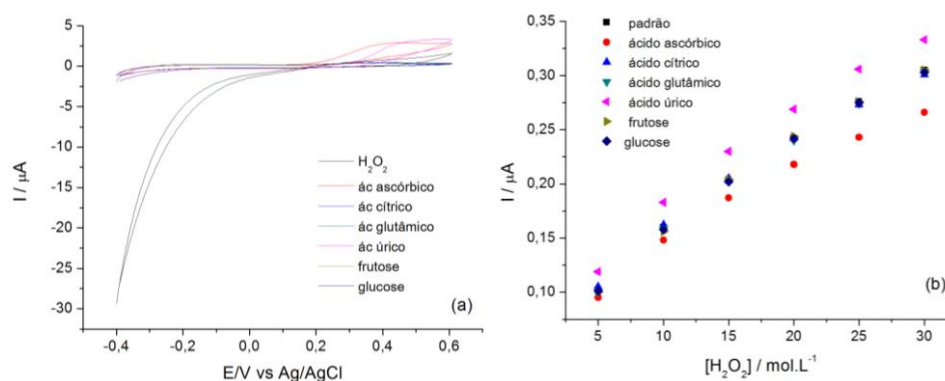 5
0
-5
-10
-15
-20
-25
-30
I / µA
H₂O₂
ác ascórbico
ác cítrico
ác glutâmico
ác úrico
frutose
glucose
(a)
-0,4
-0,2
0,0
0,2
0,4
0,6
E/V vs Ag/AgCl
0,35
0,30
0,25
0,20
0,15
0,10
I / µA
padrão
ácido ascórbico
ácido cítrico
ácido glutâmico
ácido úrico
frutose
glucose
(b)
5
10
15
20
25
30
[H₂O₂] / mol.L⁻¹